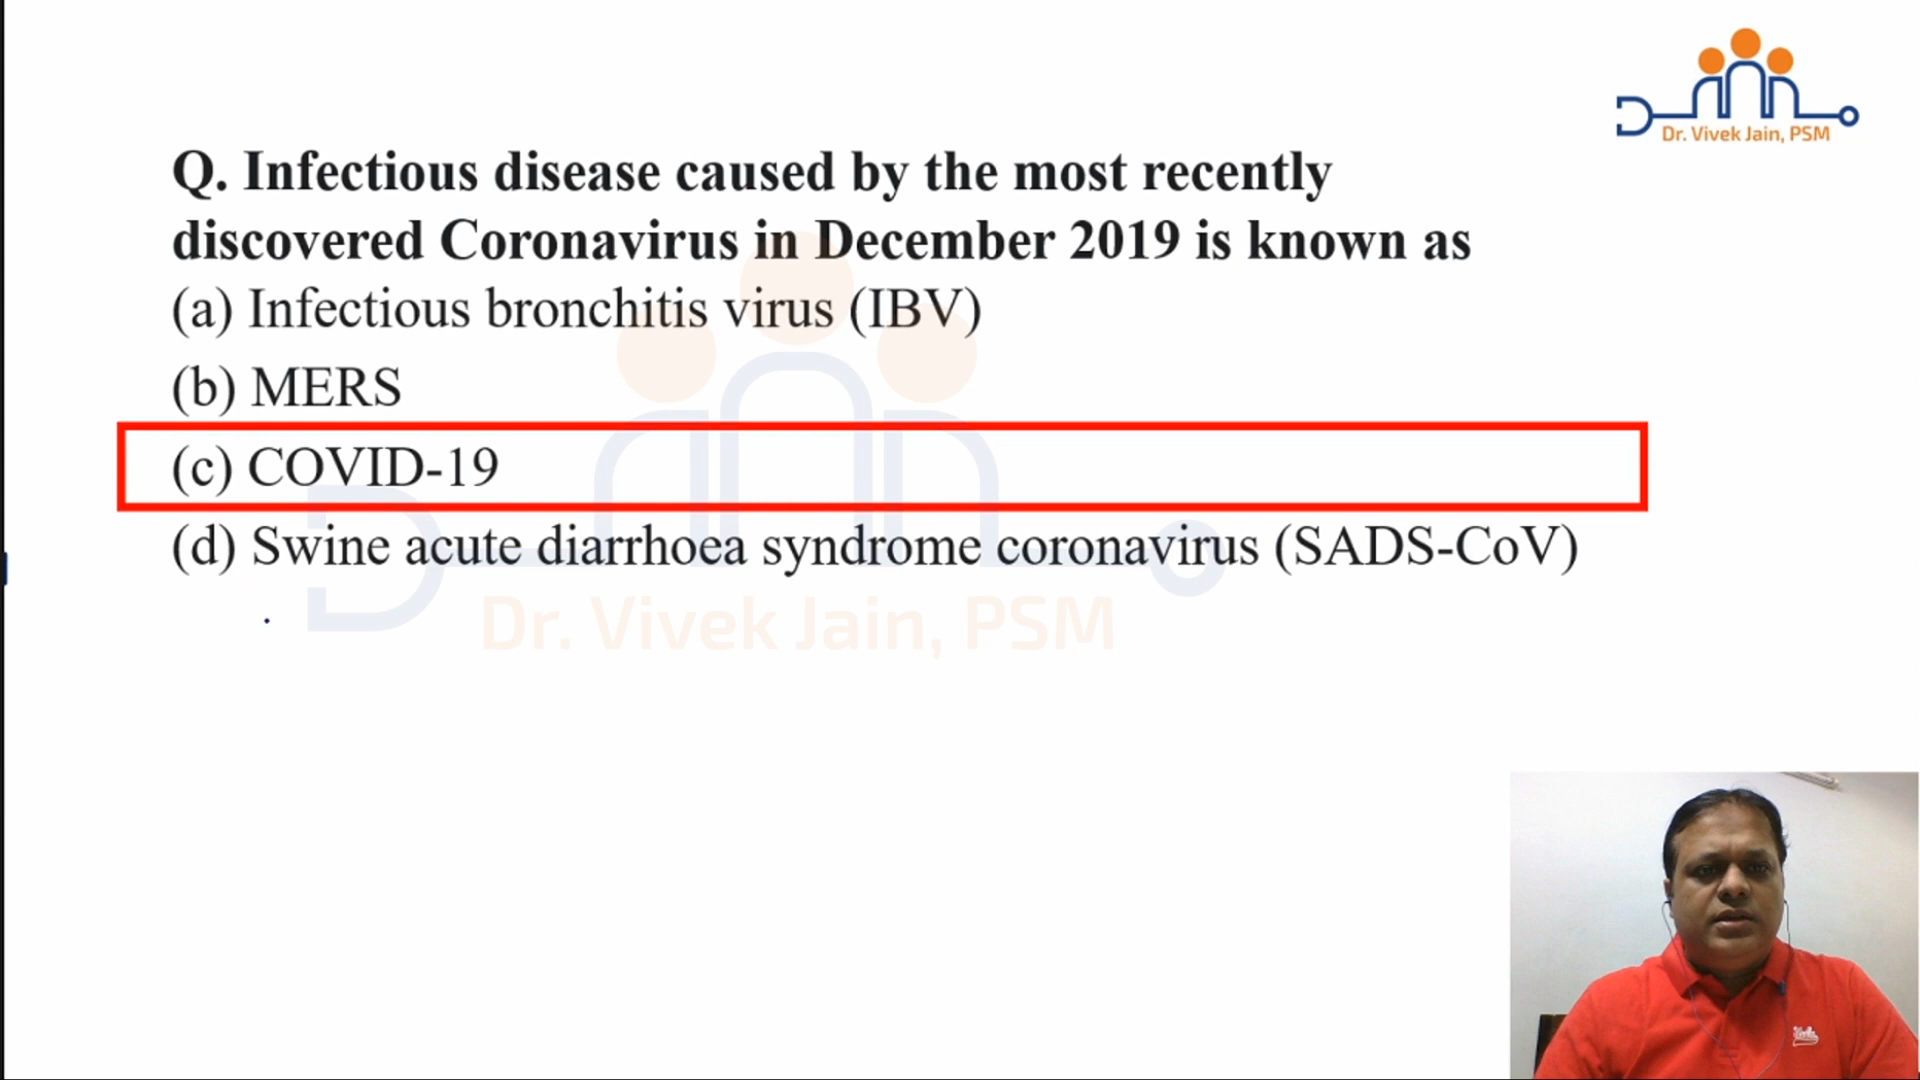 Dr. Vivek Jain, PSM
Q. Infectious disease caused by the most recently
discovered Coronavirus in December 2019 is known as
(a) Infectious bronchitis virus (IBV)
(b) MERS
(c) COVID-19
(d) Swine acute diarrhoea syndrome coronavirus (SADS-CoV)
Dr. Vivek Jain, PSM